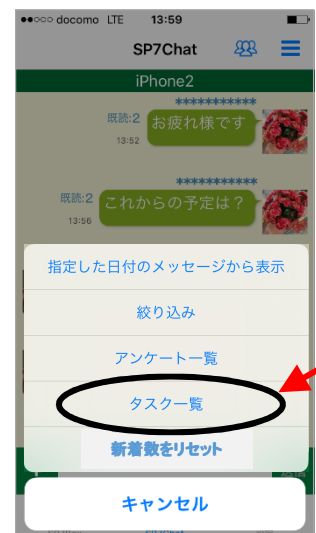 docomo LTE 13:59
SP7Chat
iPhone2
***********
既読:2 お疲れ様です
13:52
***********
既読:2 これからの予定は？
13:56
指定した日付のメッセージから表示
絞り込み
アンケート一覧
タスク一覧
新着数をリセット
キャンセル